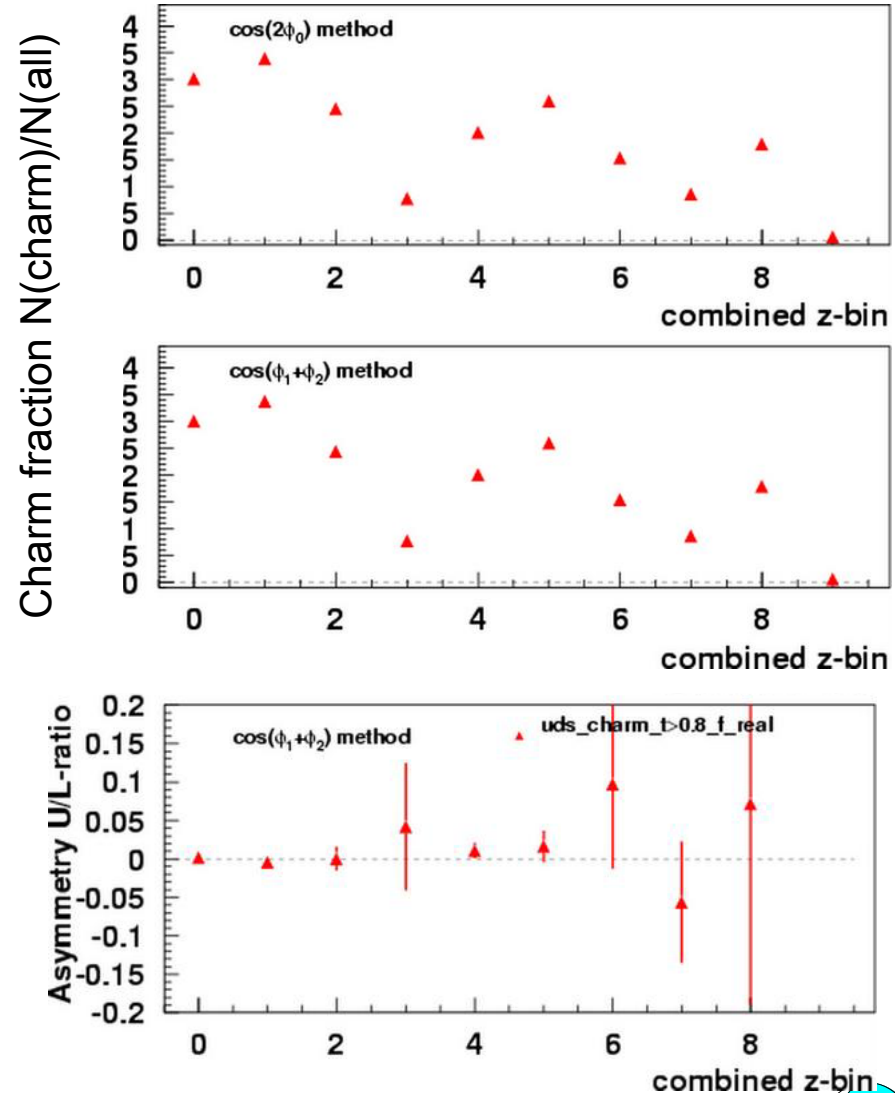 Charm fraction N(charm)/N(all)
cos(2ϕ₀) method
4
5
3
5
2
5
1
5
0
0 2 4 6 8
combined z-bin
cos(ϕ₁+ϕ₂) method
4
5
3
5
2
5
1
5
0
0 2 4 6 8
combined z-bin
Asymmetry U/L-ratio
cos(ϕ₁+ϕ₂) method
uds_charm_t>0.8_f_real
0.2
0.15
0.1
0.05
0
-0.05
-0.1
-0.15
-0.2
0 2 4 6 8
combined z-bin